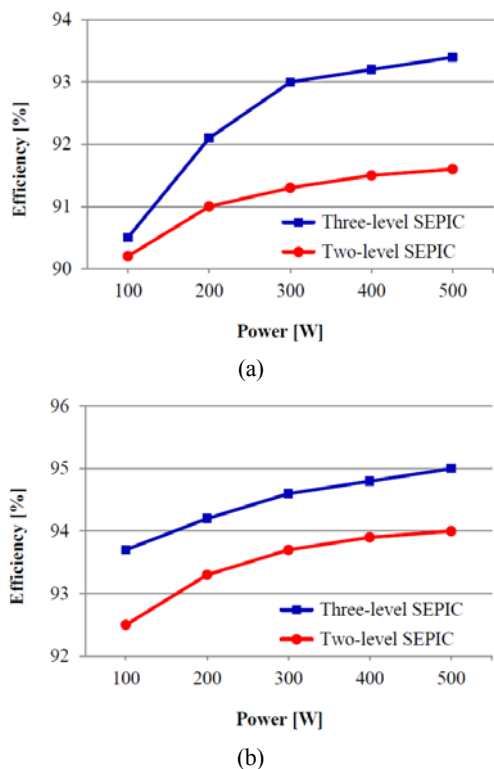 94
93
92
91
90
Efficiency [%]
Three-level SEPIC
Two-level SEPIC
100 200 300 400 500
Power [W]
(a)
96
95
94
93
92
Efficiency [%]
Three-level SEPIC
Two-level SEPIC
100 200 300 400 500
Power [W]
(b)